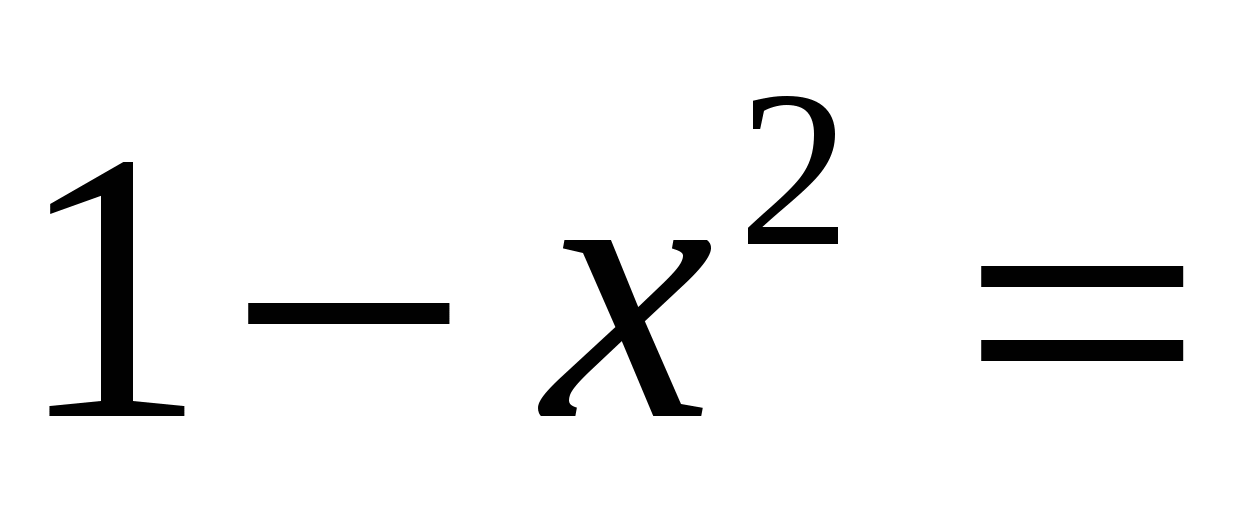 1 − x² =